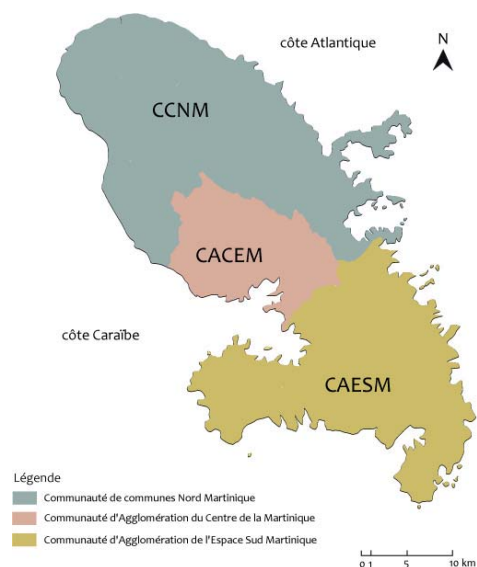 côte Atlantique
N
CCNM
CACEM
côte Caraïbe
CAESM
Légende
Communauté de communes Nord Martinique
Communauté d'Agglomération du Centre de la Martinique
Communauté d'Agglomération de l'Espace Sud Martinique
0 1 5 10 km